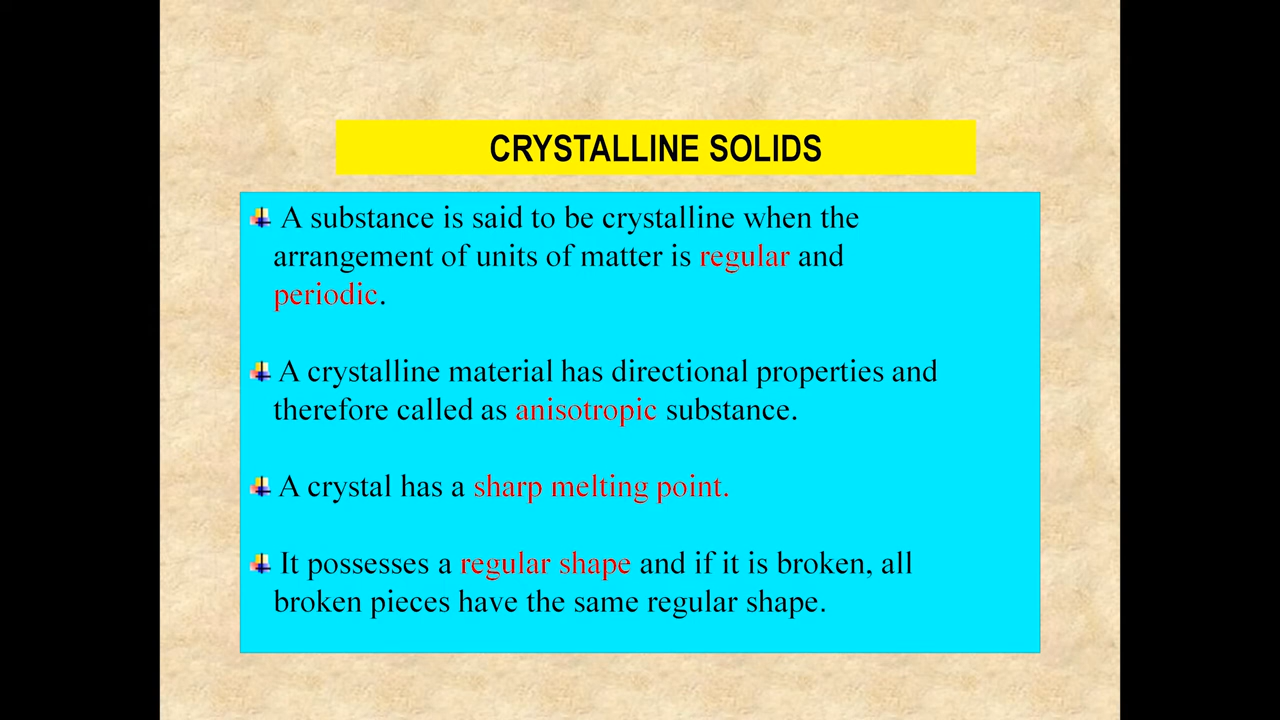 CRYSTALLINE SOLIDS
A substance is said to be crystalline when the
arrangement of units of matter is regular and
periodic.
A crystalline material has directional properties and
therefore called as anisotropic substance.
A crystal has a sharp melting point.
It possesses a regular shape and if it is broken, all
broken pieces have the same regular shape.